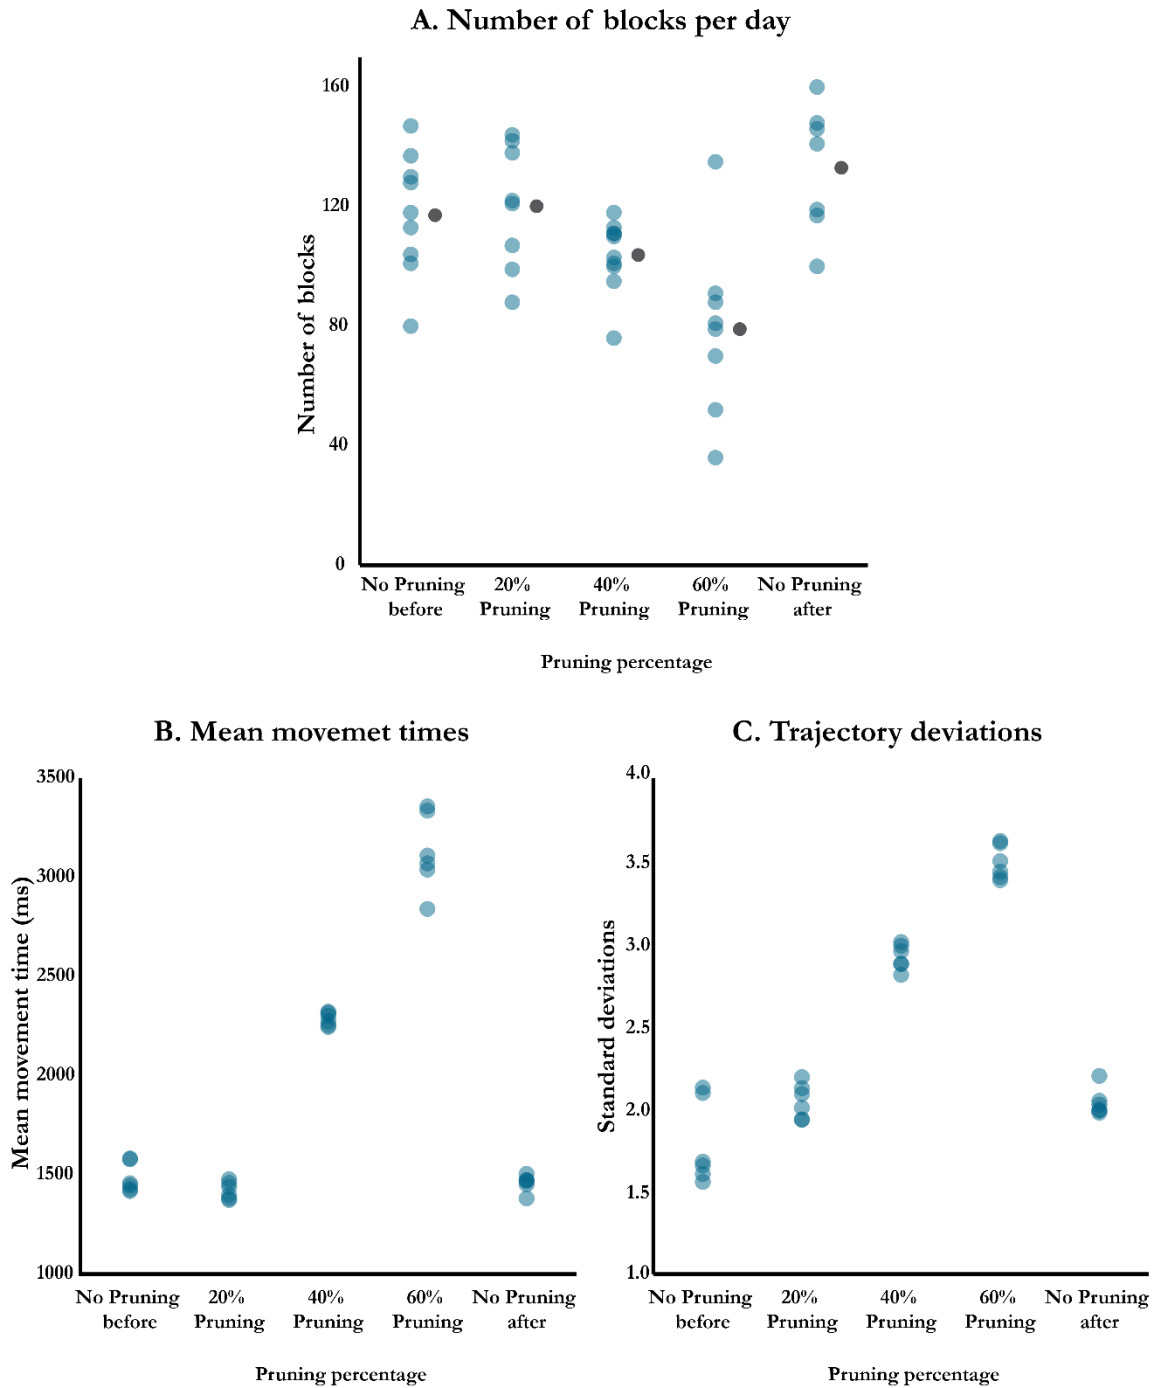 A. Number of blocks per day
160
120
80
40
0
Number of blocks
No Pruning before
20% Pruning
40% Pruning
60% Pruning
No Pruning after
Pruning percentage
B. Mean movemet times
3500
3000
2500
2000
1500
1000
Mean movement time (ms)
No Pruning before
20% Pruning
40% Pruning
60% Pruning
No Pruning after
Pruning percentage
C. Trajectory deviations
4.0
3.5
3.0
2.5
2.0
1.5
1.0
Standard deviations
No Pruning before
20% Pruning
40% Pruning
60% Pruning
No Pruning after
Pruning percentage